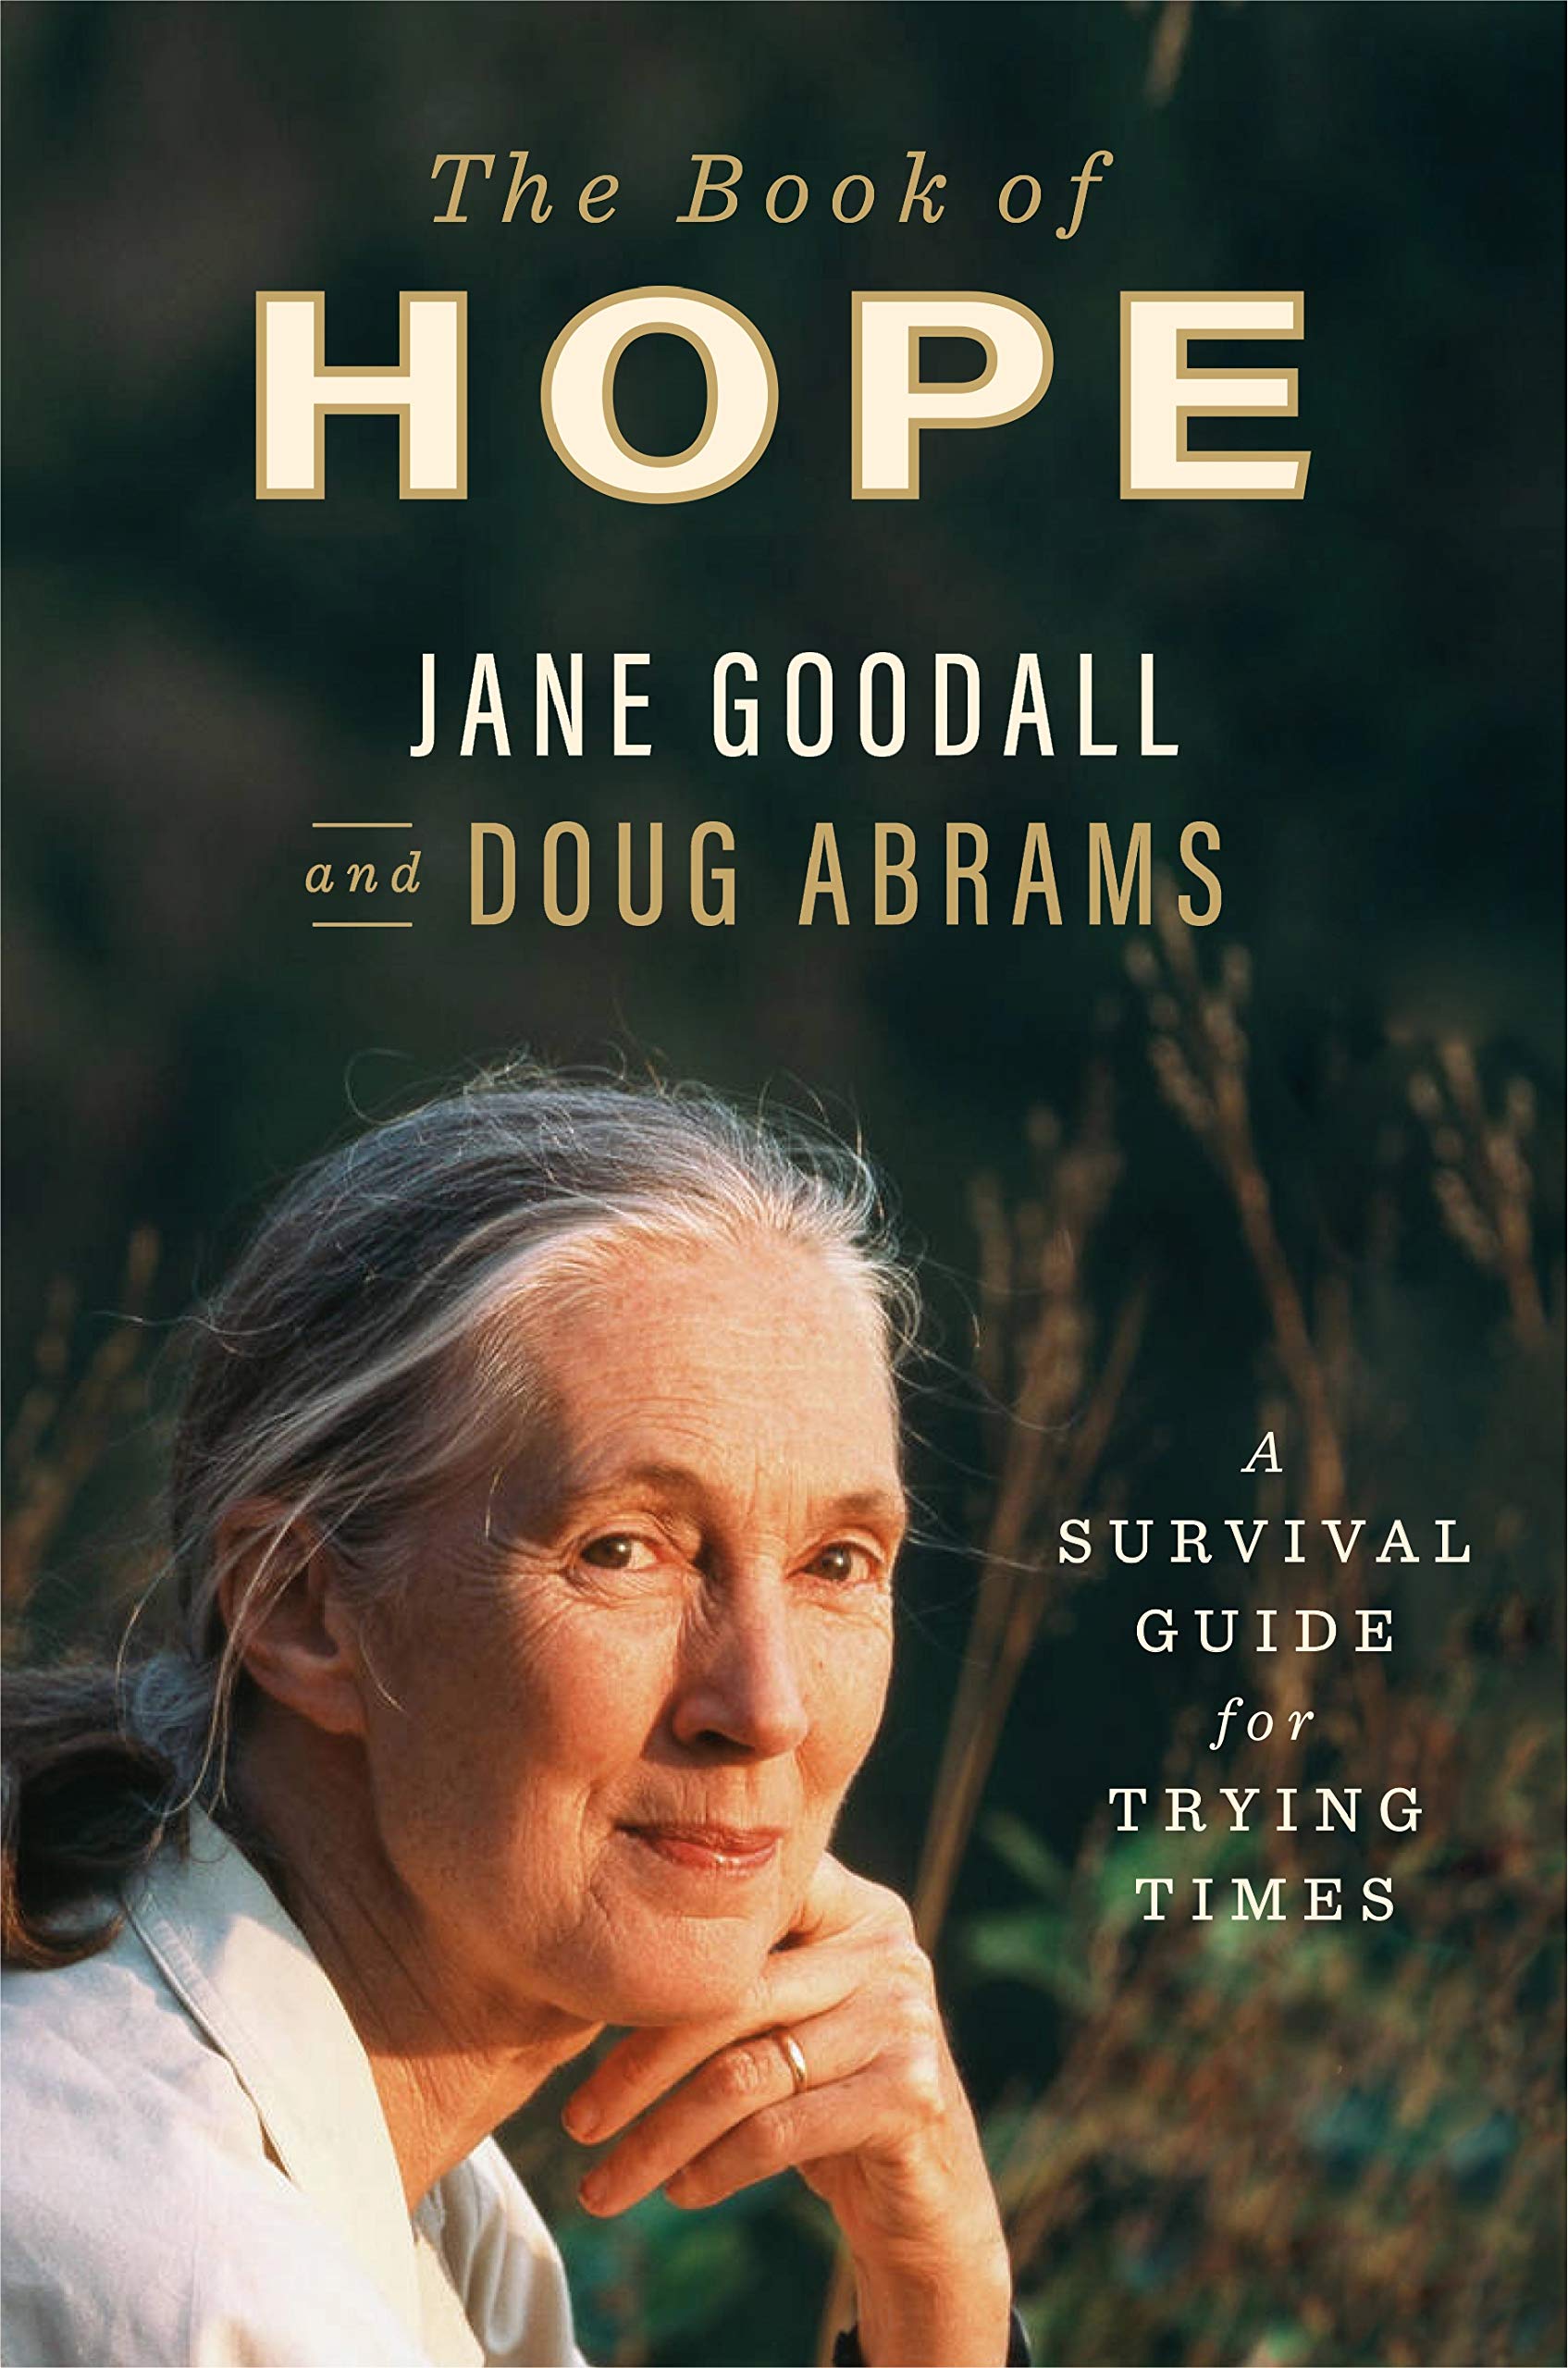 The Book of
HOPE
JANE GOODALL
and DOUG ABRAMS
A
SURVIVAL
GUIDE
for
TRYING
TIMES